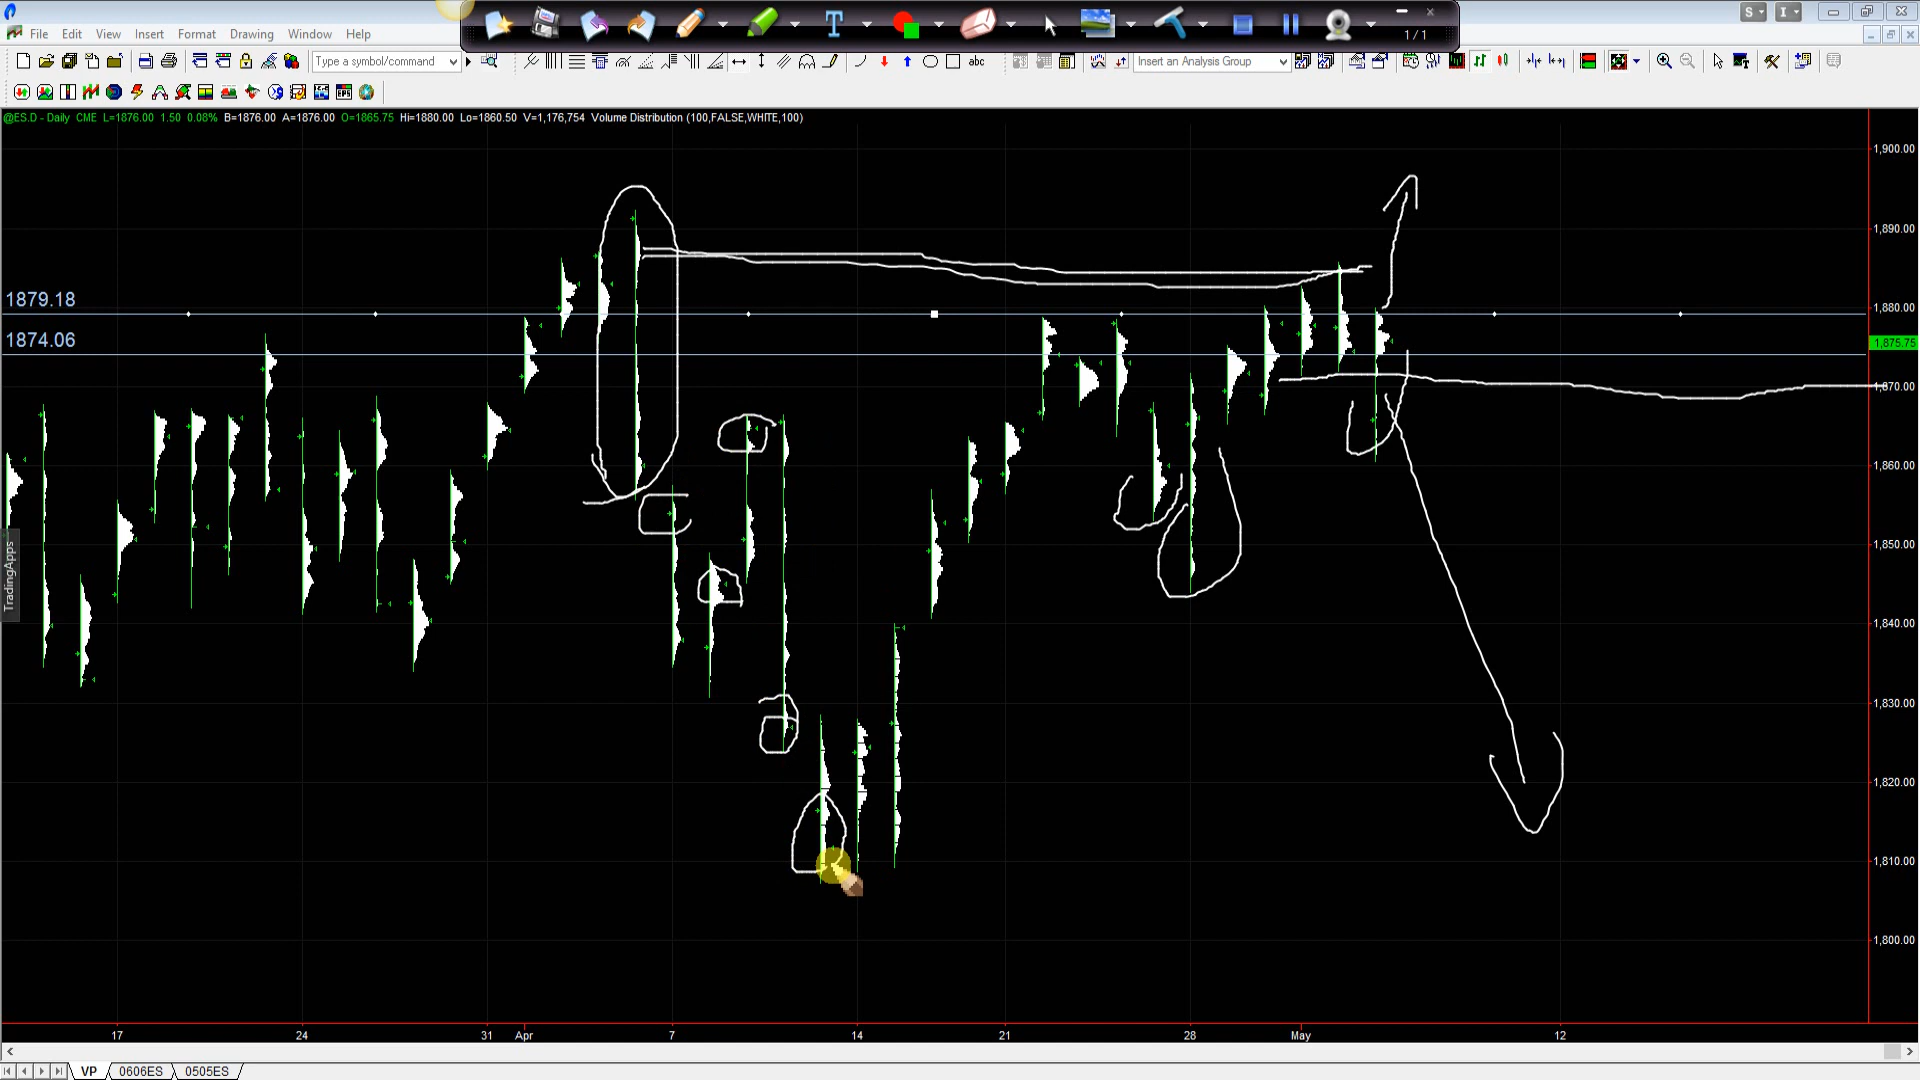 S I
File Edit View Insert Format Drawing Window Help
1 / 1
Type a symbol/command
abc
Insert an Analysis Group
@ES.D - Daily CME L=1876.00 1.50 0.08% B=1876.00 A=1876.00 O=1865.75 Hi=1880.00 Lo=1860.50 V=1,176,754 Volume Distribution (100,FALSE,WHITE,100)
1,900.00
1,890.00
1879.18
1,880.00
1874.06
1,875.75
1,870.00
1,860.00
1,850.00
TradingApps
1,840.00
1,830.00
1,820.00
1,810.00
1,800.00
17 24 31 Apr 7 14 21 28 May 12
VP 0606ES 0505ES